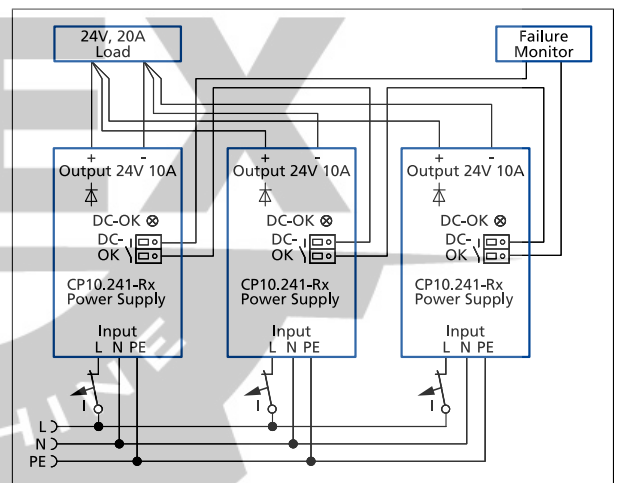 24V, 20A
Load
Failure
Monitor
+ -
Output 24V 10A
DC-OK
DC-
OK
CP10.241-Rx
Power Supply
Input
L N PE
I
+ -
Output 24V 10A
DC-OK
DC-
OK
CP10.241-Rx
Power Supply
Input
L N PE
I
+ -
Output 24V 10A
DC-OK
DC-
OK
CP10.241-Rx
Power Supply
Input
L N PE
I
L
N
PE
EX
HINE